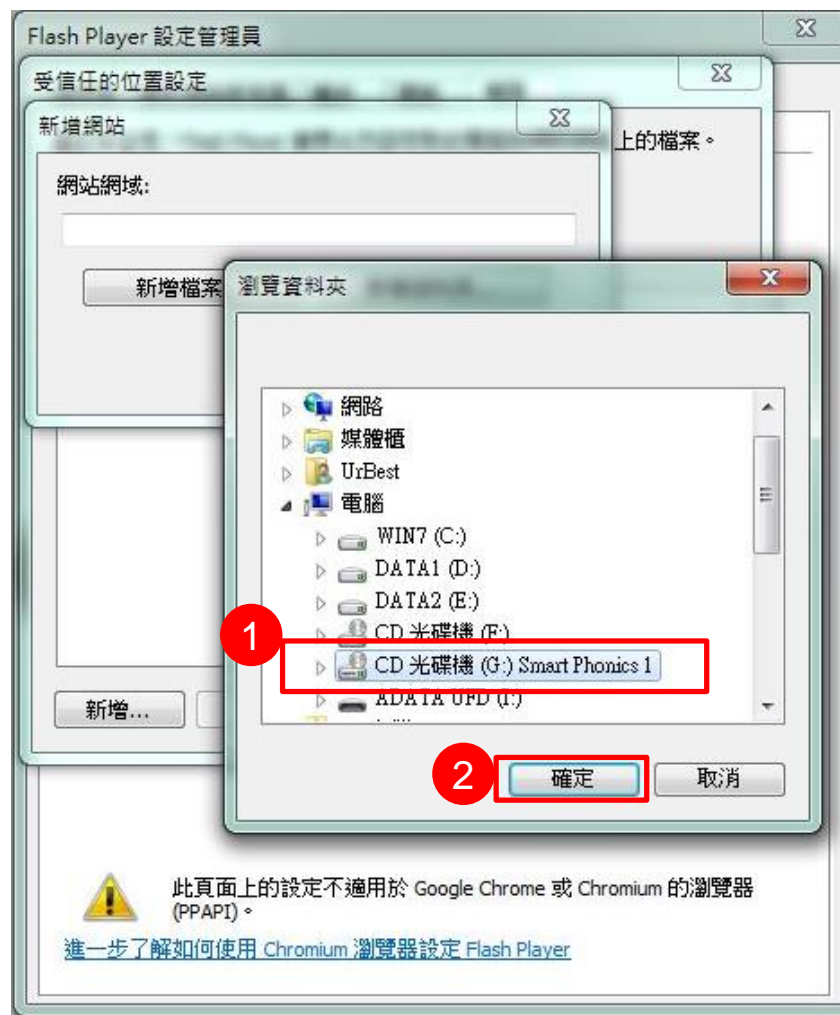 Flash Player 設定管理員
受信任的位置設定
新增網站
上的檔案。
網站網域:
新增檔案
瀏覽資料夾
網路
媒體櫃
UrBest
電腦
WIN7 (C:)
DATA1 (D:)
DATA2 (E:)
1
CD 光碟機 (F:)
CD 光碟機 (G:) Smart Phonics 1
ADATA UFD (I:)
新增...
2
確定
取消
此頁面上的設定不適用於 Google Chrome 或 Chromium 的瀏覽器
(PPAPI)。
進一步了解如何使用 Chromium 瀏覽器設定 Flash Player